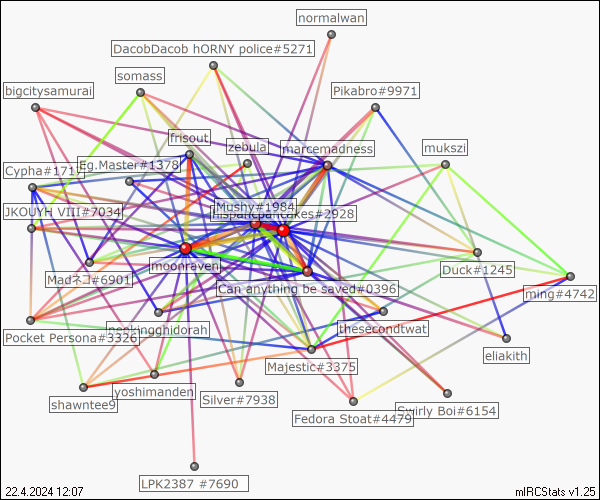 normalwan
DacobDacob hORNY police#5271
somass
bigcitysamurai
Pikabro#9971
frisout
zebula
marcemadness
mukszi
Eg.Master#1378
Cypha#1717
Mushy#1984
JKOUYH VIII#7034
hispanicpancakes#2928
moonraven
Duck#1245
Madネコ#6901
Can anything be saved#0396
ming#4742
thesecondtwat
Pocket Persona#3326
eliakith
Majestic#3375
yoshimanden
Silver#7938
shawntee9
Swirly Boi#6154
Fedora Stoat#4479
LPK2387 #7690
22.4.2024 12:07
mIRCStats v1.25